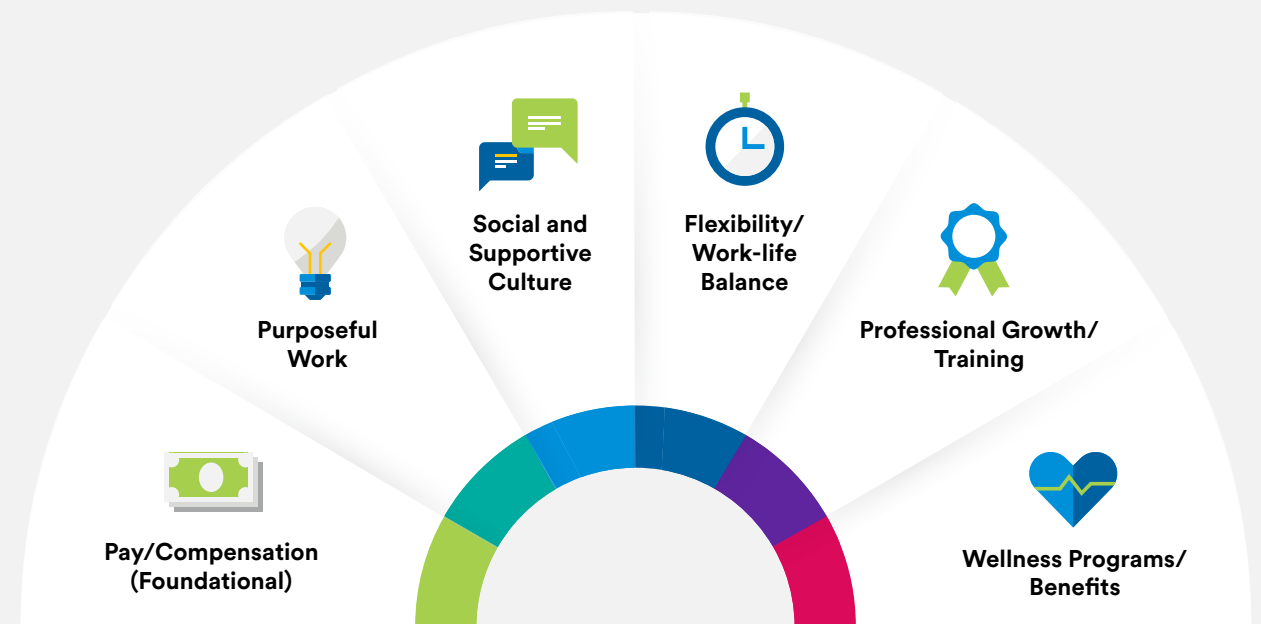 Social and
Supportive
Culture
Flexibility/
Work-life
Balance
Purposeful
Work
Professional Growth/
Training
Pay/Compensation
(Foundational)
Wellness Programs/
Benefits